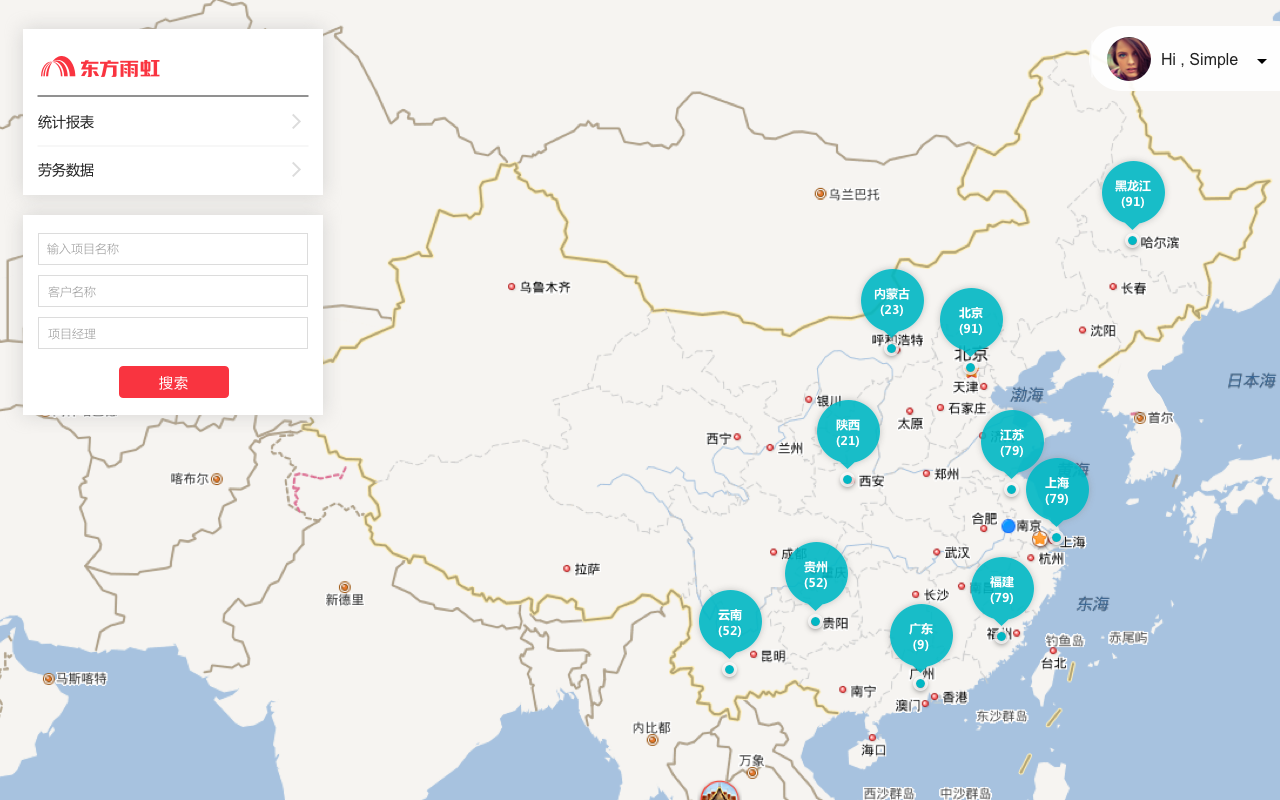 东方雨虹
统计报表
劳务数据
输入项目名称
客户名称
项目经理
搜索
Hi , Simple
乌兰巴托
黑龙江
(91)
哈尔滨
乌鲁木齐
长春
内蒙古
(23)
北京
(91)
沈阳
呼和浩特
北京
天津
渤海
日本海
银川
石家庄
太原
首尔
陕西
(21)
江苏
(79)
西宁
兰州
喀布尔
郑州
西安
上海
(79)
合肥
南京
上海
成都
武汉
杭州
拉萨
贵州
(52)
福建
(79)
新德里
长沙
东海
云南
(52)
贵阳
广东
(9)
福州
钓鱼岛
赤尾屿
昆明
台北
马斯喀特
广州
南宁
香港
澳门
东沙群岛
内比都
海口
万象
西沙群岛
中沙群岛